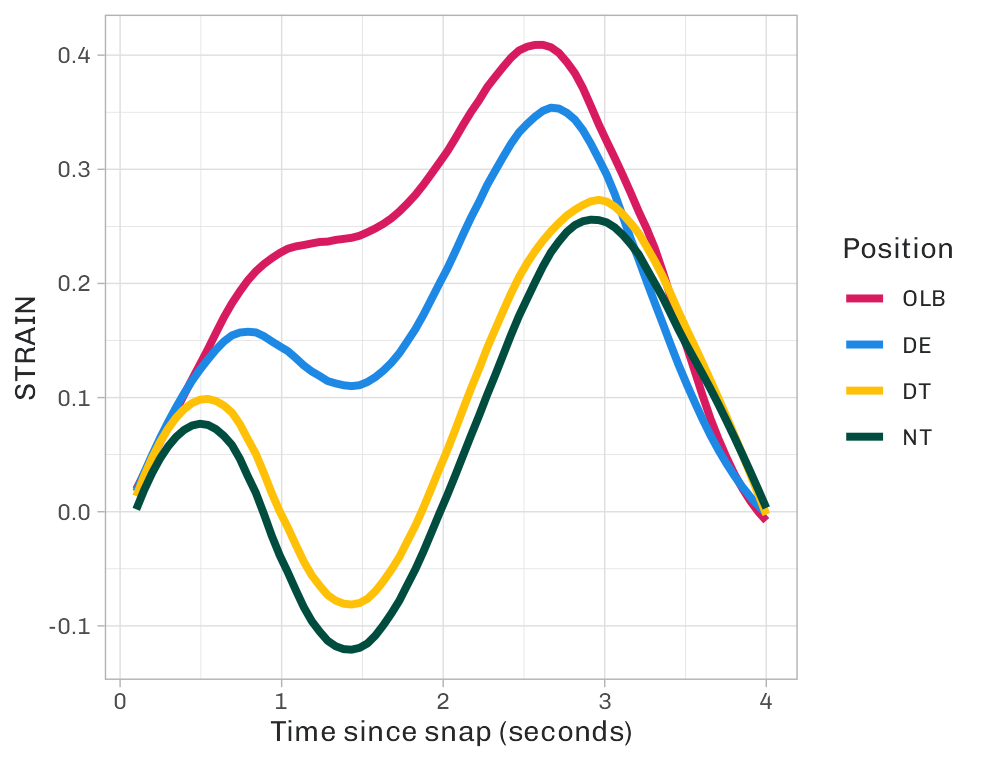 0.4
0.3
0.2
0.1
0.0
-0.1
STRAIN
0 1 2 3 4
Time since snap (seconds)
Position
OLB
DE
DT
NT